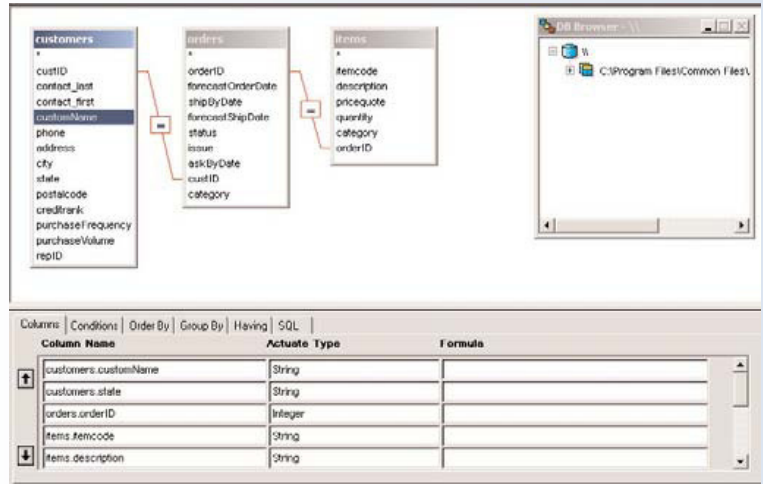 customers
*
custID
contact_last
contact_first
customName
phone
address
city
state
postalcode
creditrank
purchaseFrequency
purchaseVolume
repID
=
orders
*
orderID
forecastOrderDate
shipByDate
forecastShipDate
status
issue
askByDate
custID
category
=
items
*
itemcode
description
pricequote
quantity
category
orderID
DB Browser - \\
\\
C:\Program Files\Common Files\
Columns Conditions Order By Group By Having SQL
Column Name Actuate Type Formula
customers.customName String
customers.state String
orders.orderID Integer
items.itemcode String
items.description String